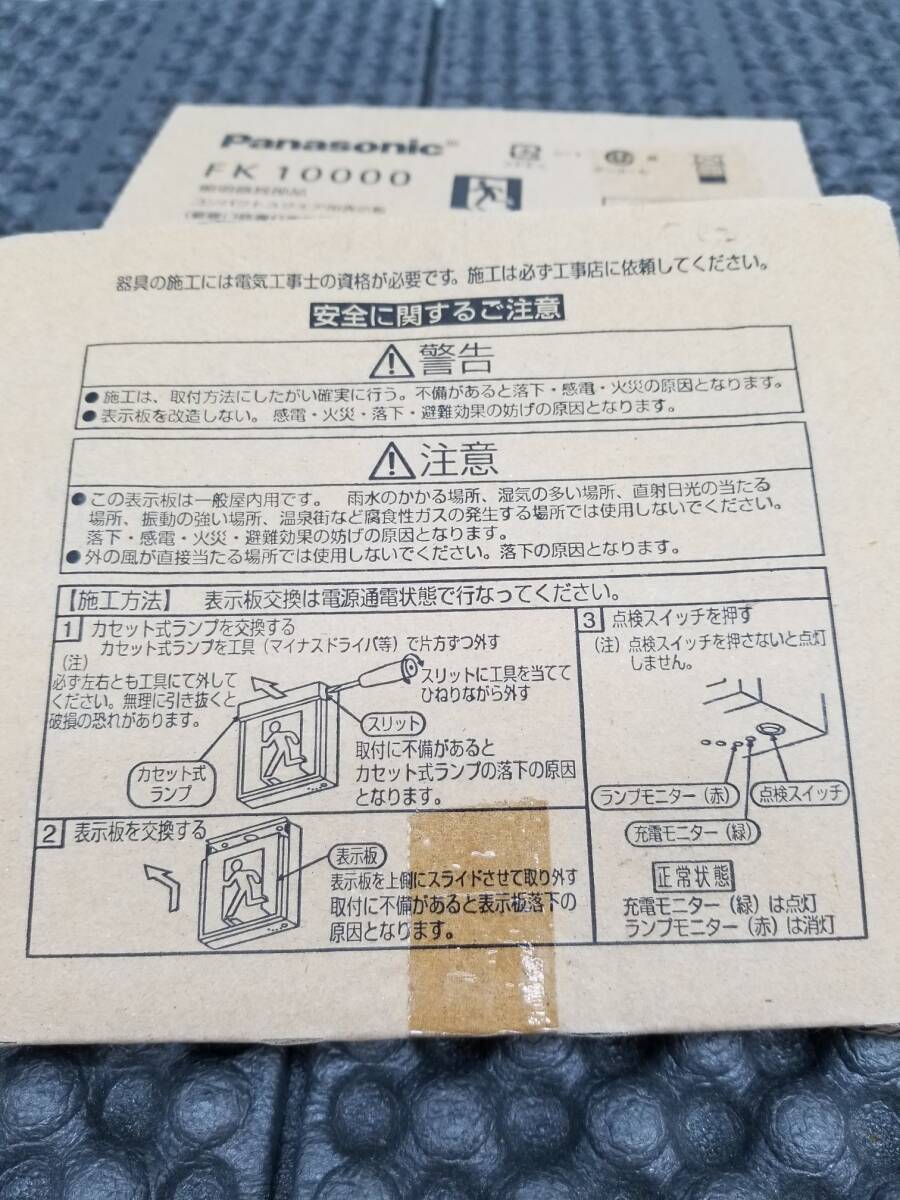 Panasonic
FK10000
器具の施工には電気工事士の資格が必要です。施工は必ず工事店に依頼してください。
安全に関するご注意
警告
●施工は、取付方法にしたがい確実に行う。不備があると落下・感電・火災の原因となります。
●表示板を改造しない。 感電・火災・落下・避難効果の妨げの原因となります。
注意
●この表示板は一般屋内用です。 雨水のかかる場所、湿気の多い場所、直射日光の当たる
場所、振動の強い場所、温泉街など腐食性ガスの発生する場所では使用しないでください。
落下・感電・火災・避難効果の妨げの原因となります。
●外の風が直接当たる場所では使用しないでください。落下の原因となります。
【施工方法】 表示板交換は電源通電状態で行なってください。
1 カセット式ランプを交換する
カセット式ランプを工具（マイナスドライバ等）で片方ずつ外す
（注）
必ず左右とも工具にて外して
ください。無理に引き抜くと
破損の恐れがあります。
スリットに工具を当てて
ひねりながら外す
スリット
取付に不備があると
カセット式ランプの落下の原因
となります。
カセット式
ランプ
2 表示板を交換する
表示板
表示板を上側にスライドさせて取り外す
取付に不備があると表示板落下の
原因となります。
3 点検スイッチを押す
（注）点検スイッチを押さないと点灯
しません。
ランプモニター（赤）
点検スイッチ
充電モニター（緑）
正常状態
充電モニター（緑）は点灯
ランプモニター（赤）は消灯